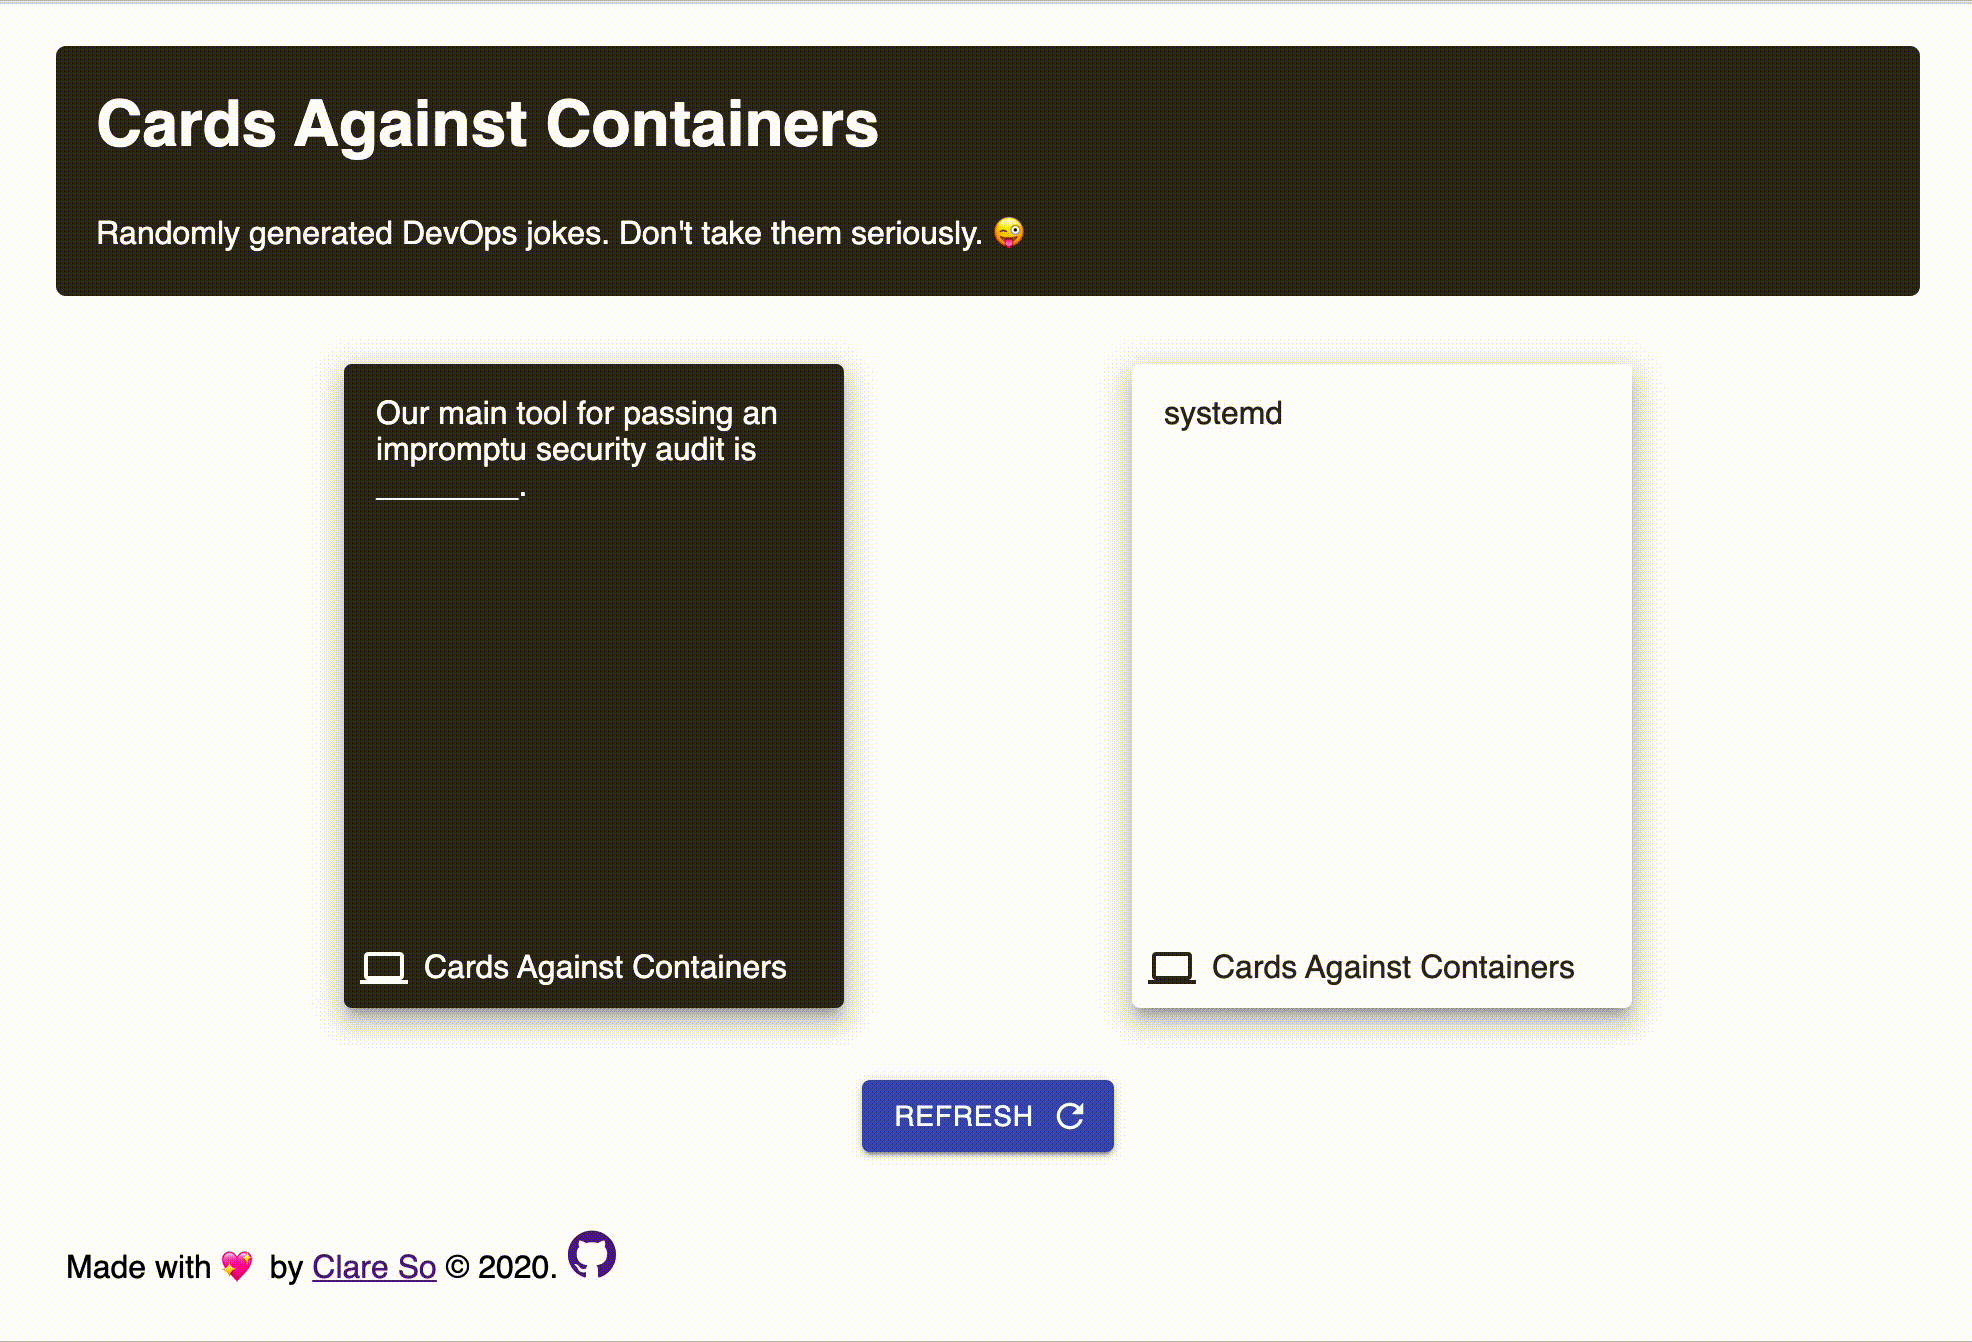 Cards Against Containers
Randomly generated DevOps jokes. Don't take them seriously. 😜
Our main tool for passing an
impromptu security audit is
________.
Cards Against Containers
systemd
Cards Against Containers
REFRESH
Made with 💖 by Clare So © 2020.